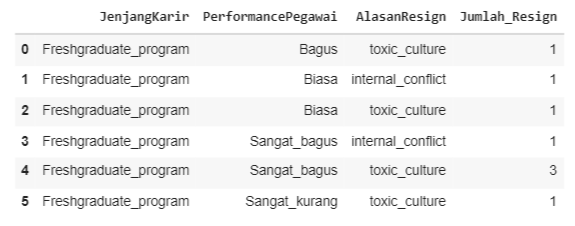 JenjangKarir PerformancePegawai AlasanResign Jumlah_Resign
0 Freshgraduate_program Bagus toxic_culture 1
1 Freshgraduate_program Biasa internal_conflict 1
2 Freshgraduate_program Biasa toxic_culture 1
3 Freshgraduate_program Sangat_bagus internal_conflict 1
4 Freshgraduate_program Sangat_bagus toxic_culture 3
5 Freshgraduate_program Sangat_kurang toxic_culture 1